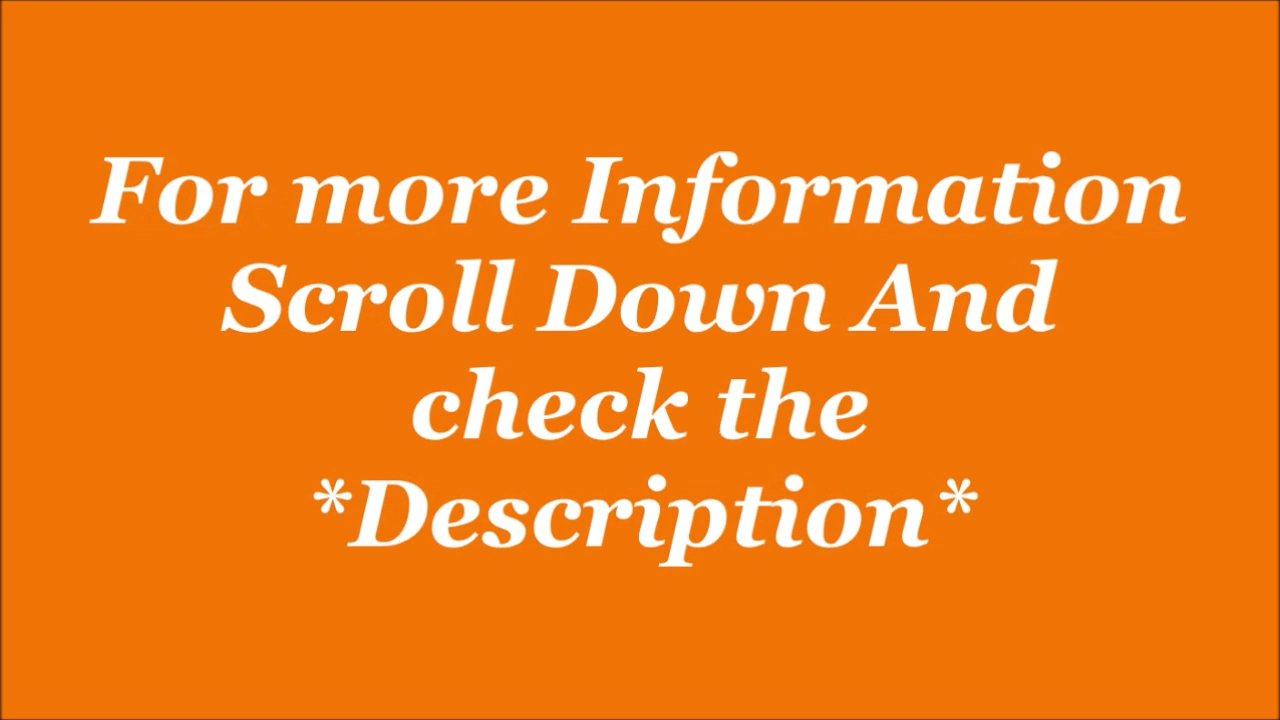 For more Information
Scroll Down And
check the
*Description*